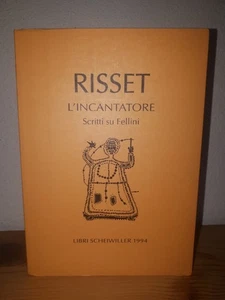 RISSET
L'INCANTATORE
Scritti su Fellini
LIBRI SCHEIWILLER 1994